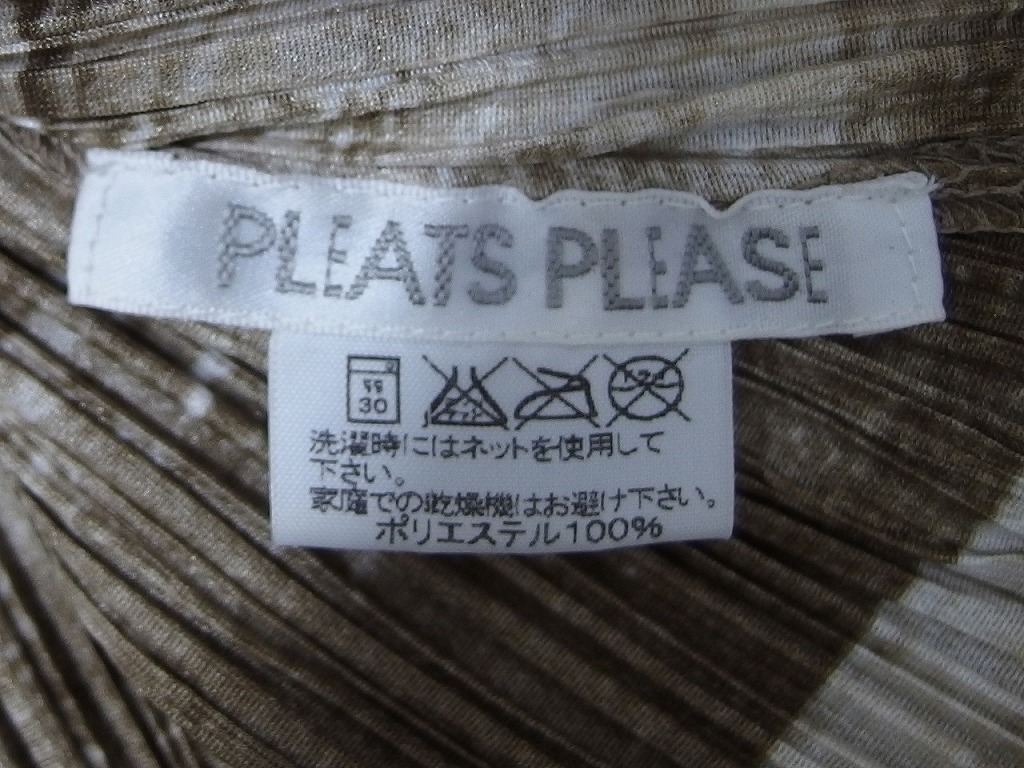 PLEATS PLEASE
弱 30
洗濯時にはネットを使用して
下さい。
家庭での乾燥機はお避け下さい。
ポリエステル100%